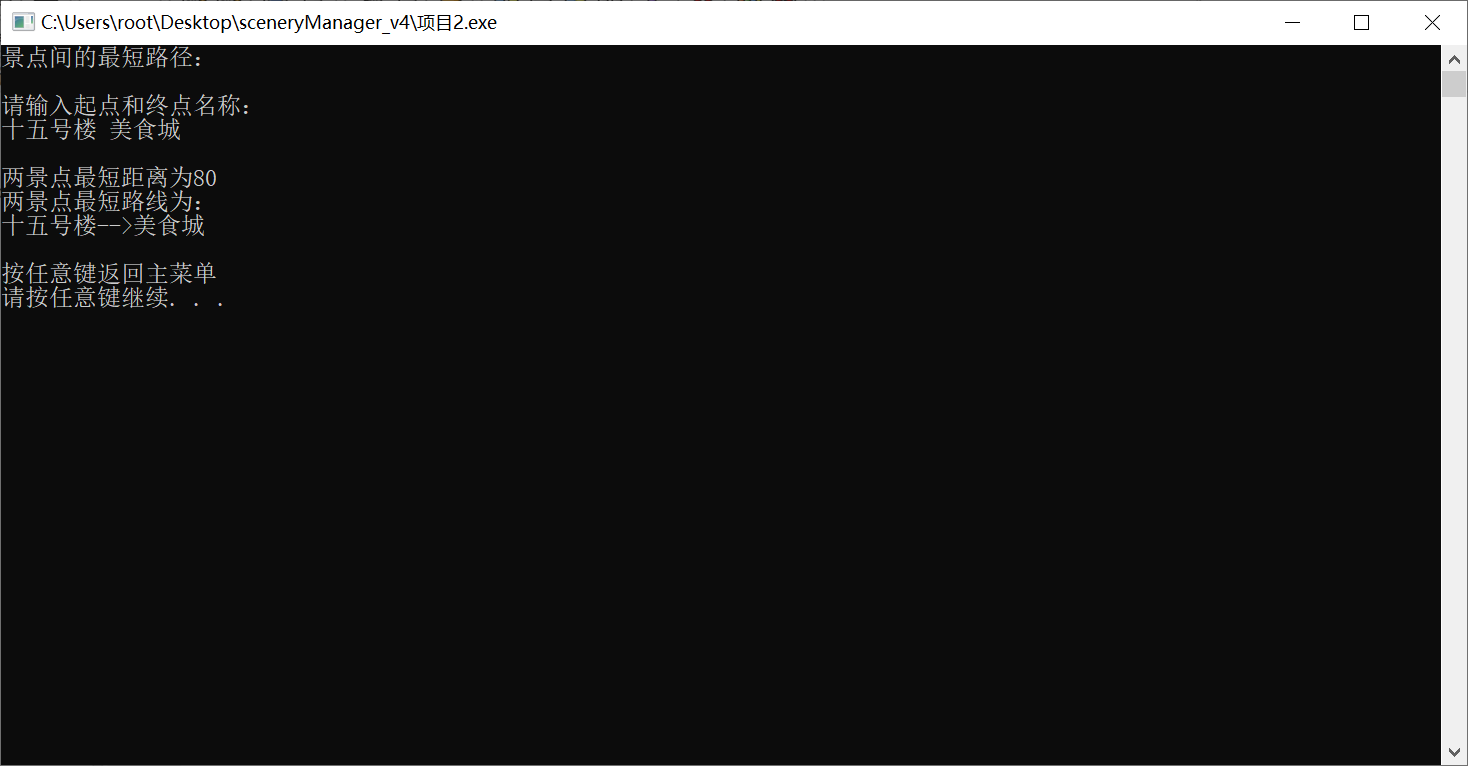 C:\Users\root\Desktop\sceneryManager_v4\项目2.exe
景点间的最短路径：
请输入起点和终点名称：
十五号楼 美食城
两景点最短距离为80
两景点最短路线为：
十五号楼-->美食城
按任意键返回主菜单
请按任意键继续. . .